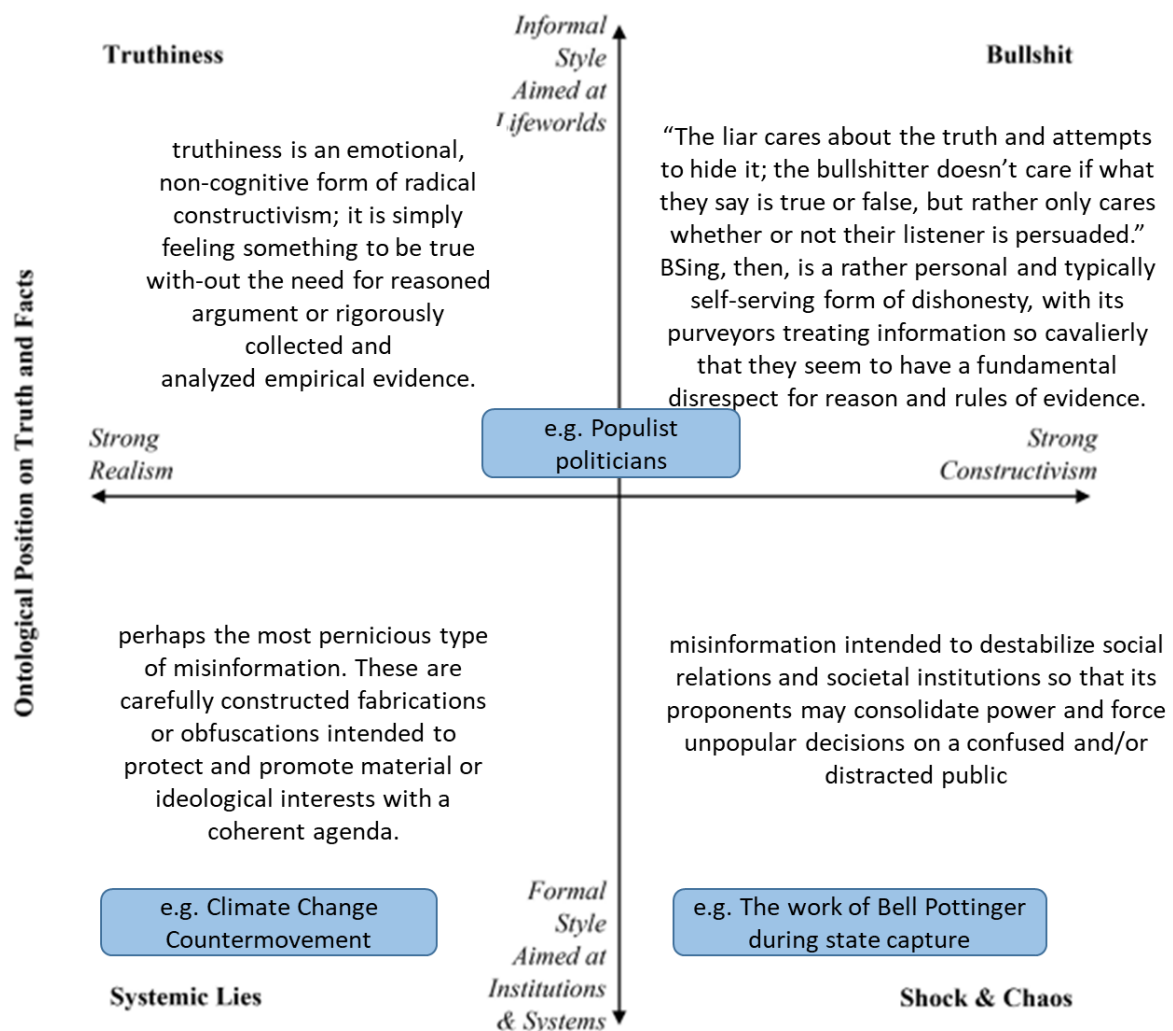 Truthiness
Informal
Style
Aimed at
Lifeworlds
Bullshit
truthiness is an emotional,
non-cognitive form of radical
constructivism; it is simply
feeling something to be true
with-out the need for reasoned
argument or rigorously
collected and
analyzed empirical evidence.
“The liar cares about the truth and attempts
to hide it; the bullshitter doesn’t care if what
they say is true or false, but rather only cares
whether or not their listener is persuaded.”
BSing, then, is a rather personal and typically
self-serving form of dishonesty, with its
purveyors treating information so cavalierly
that they seem to have a fundamental
disrespect for reason and rules of evidence.
Ontological Position on Truth and Facts
Strong
Realism
e.g. Populist
politicians
Strong
Constructivism
perhaps the most pernicious type
of misinformation. These are
carefully constructed fabrications
or obfuscations intended to
protect and promote material or
ideological interests with a
coherent agenda.
misinformation intended to destabilize social
relations and societal institutions so that its
proponents may consolidate power and force
unpopular decisions on a confused and/or
distracted public
e.g. Climate Change
Countermovement
Formal
Style
Aimed at
Institutions
& Systems
e.g. The work of Bell Pottinger
during state capture
Systemic Lies
Shock & Chaos